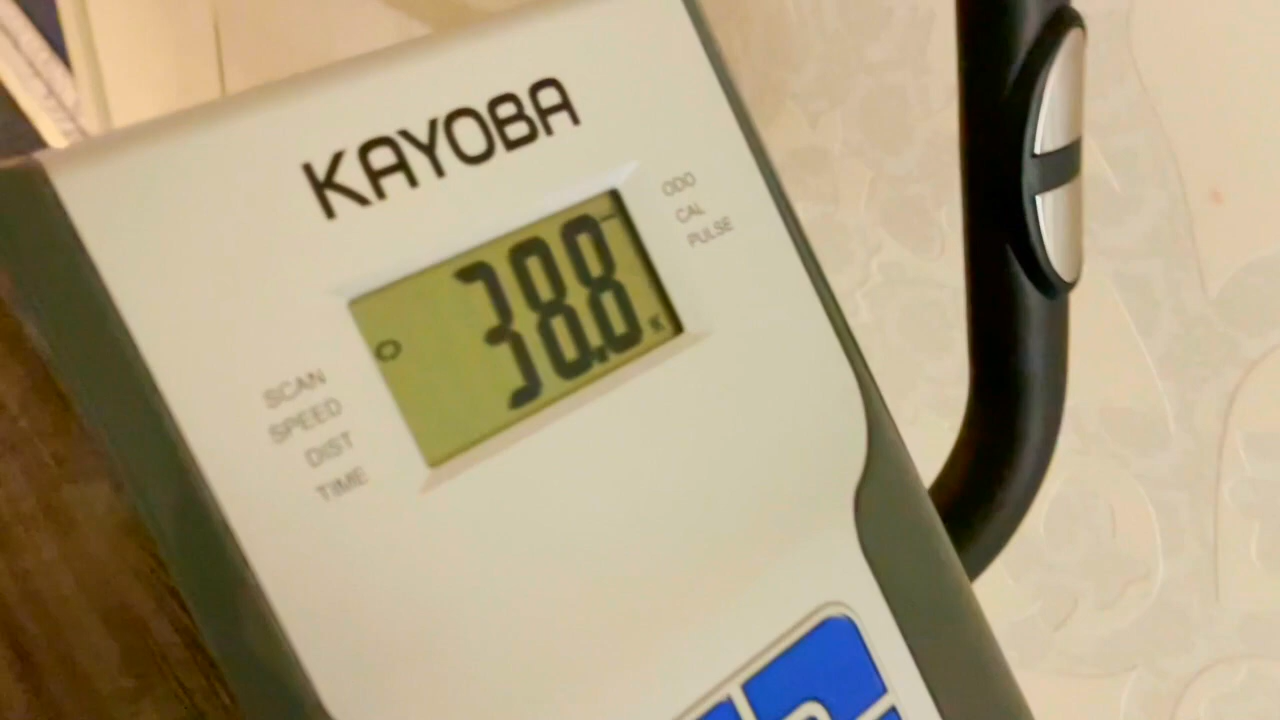 KAYOBA
ODO
CAL
PULSE
38.8
K
SCAN
SPEED
DIST
TIME